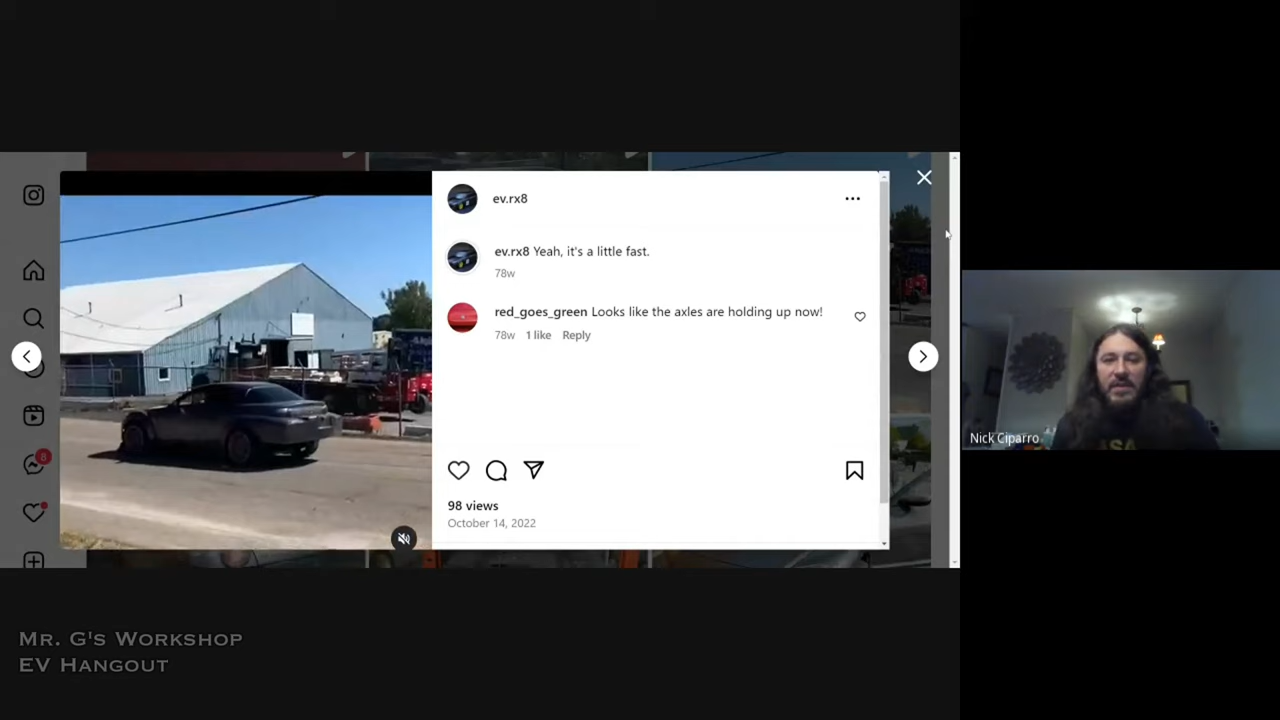 ev.rx8
ev.rx8 Yeah, it's a little fast.
78w
red_goes_green Looks like the axles are holding up now!
78w 1 like Reply
8
98 views
October 14, 2022
Nick Ciparro
Mr. G's Workshop
EV Hangout